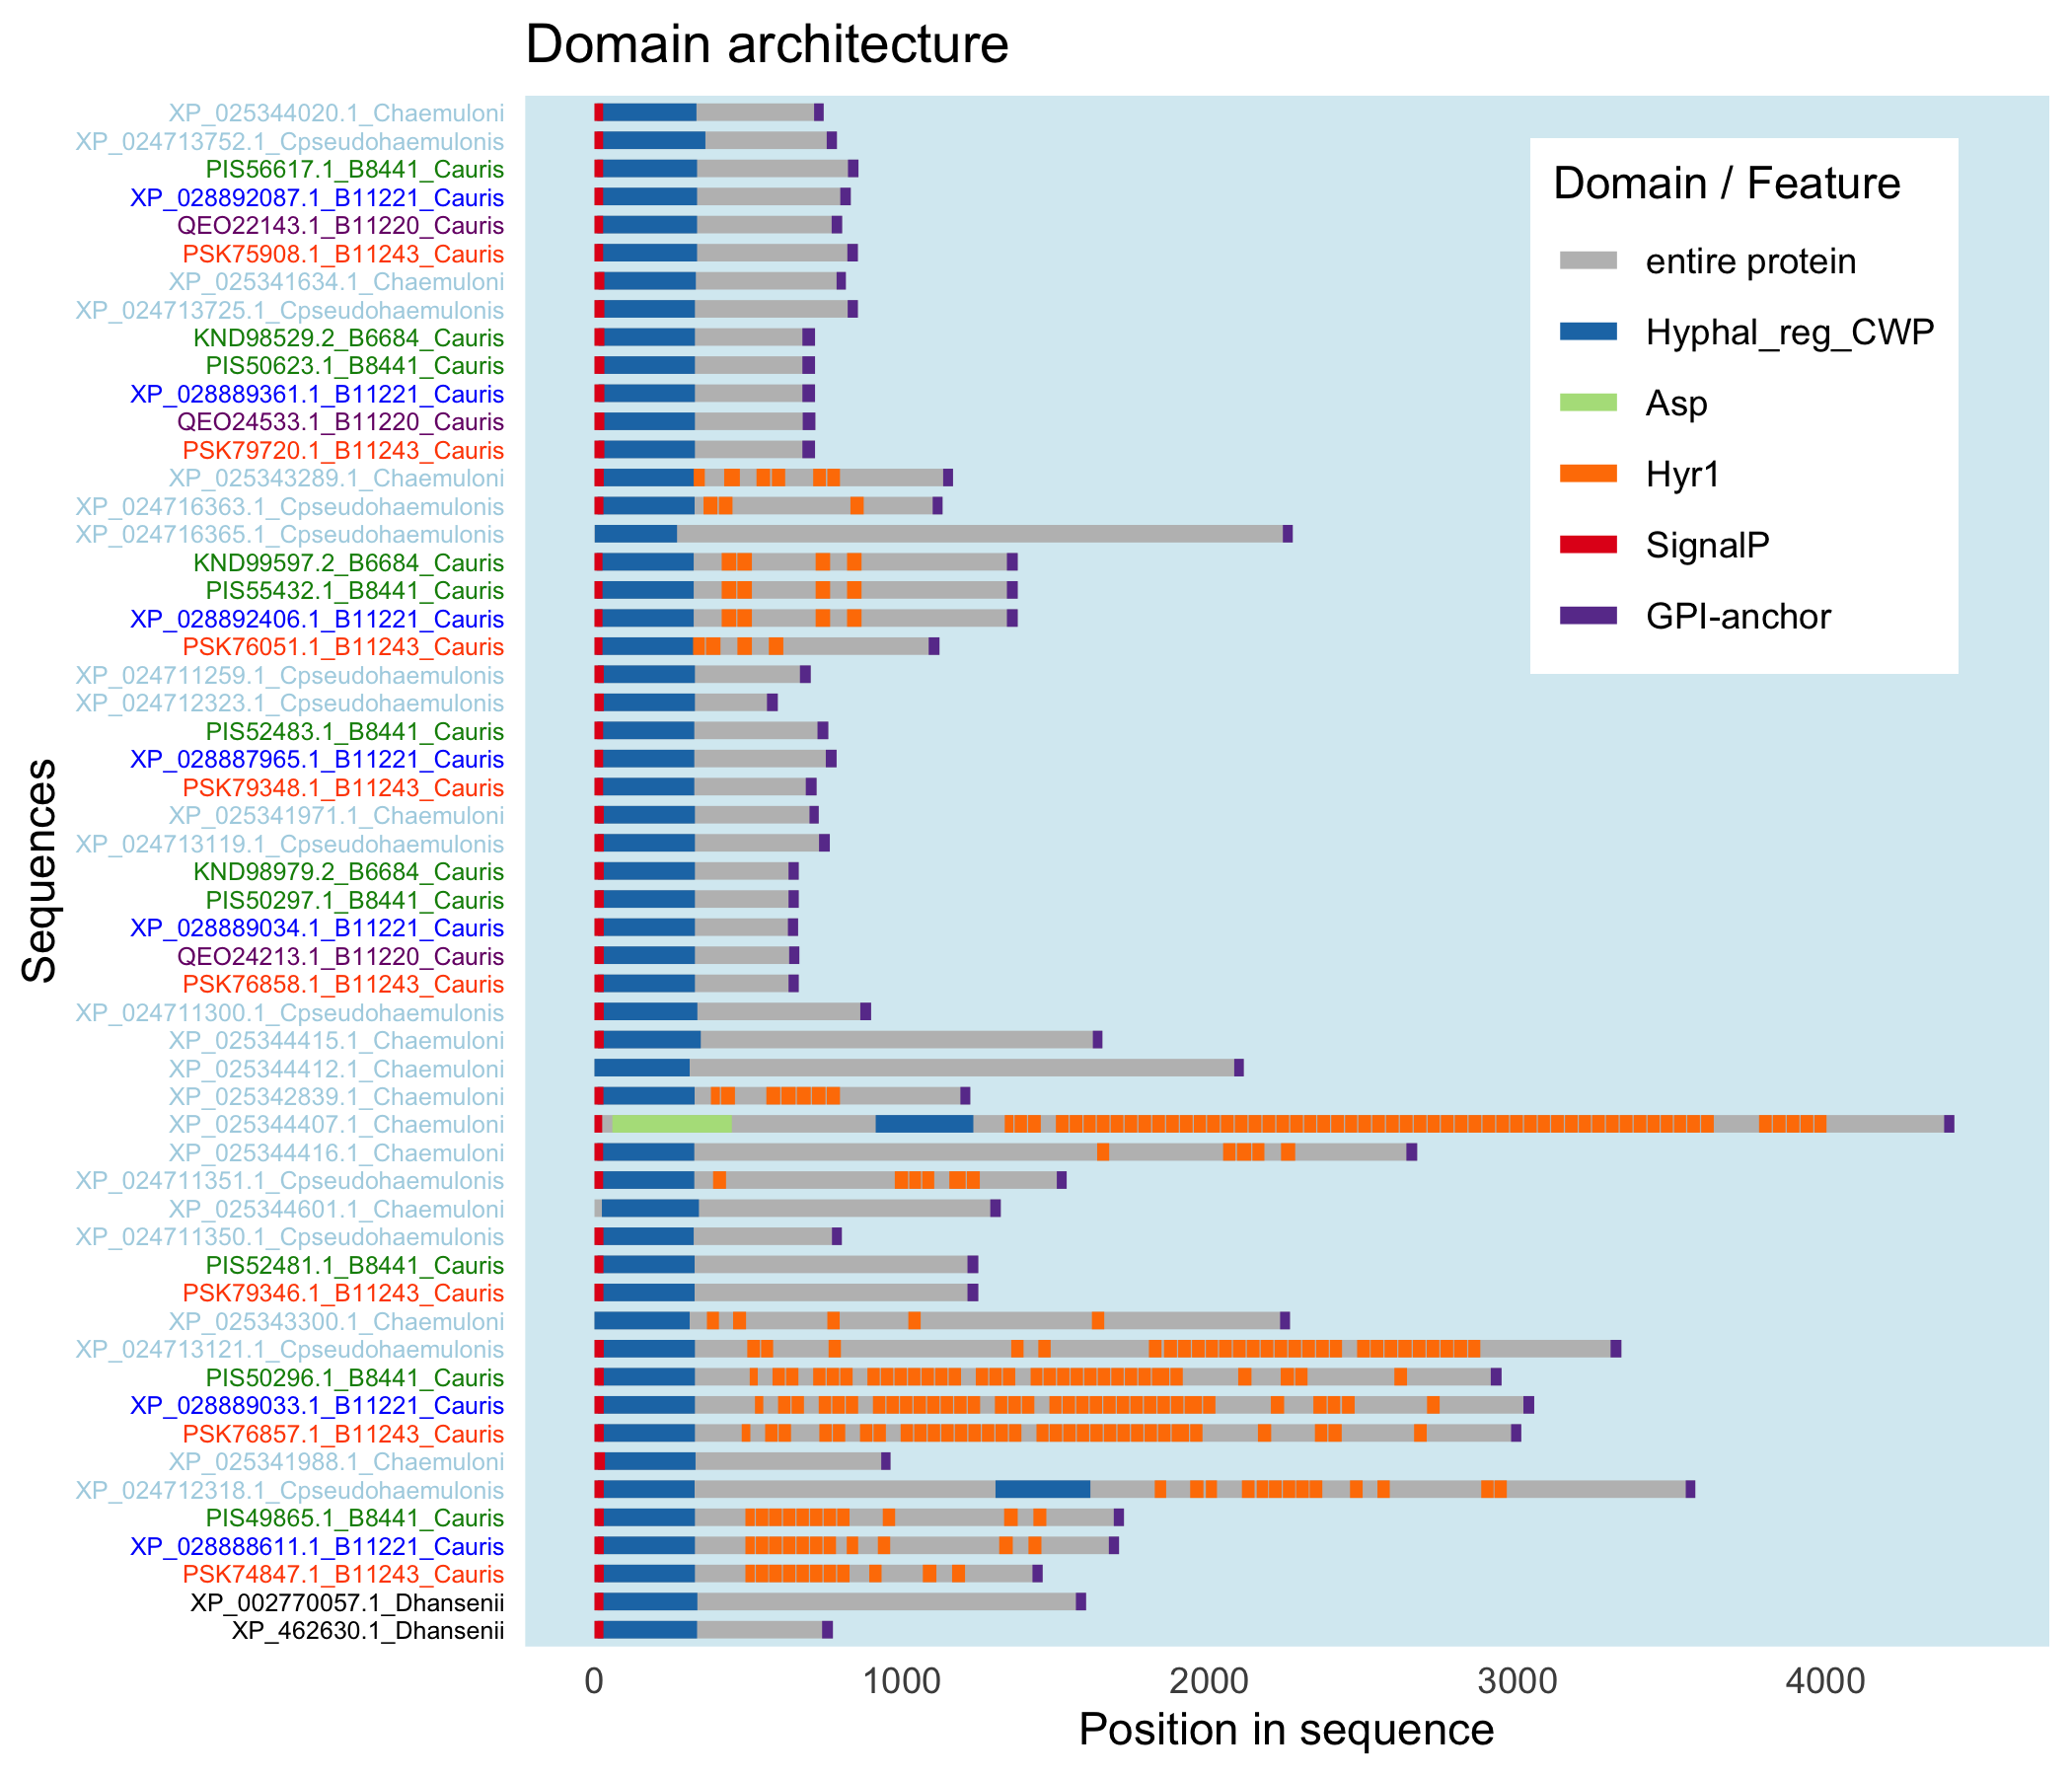 Domain architecture
Sequences
XP_025344020.1_Chaemuloni
XP_024713752.1_Cpseudohaemulonis
PIS56617.1_B8441_Cauris
XP_028892087.1_B11221_Cauris
QEO22143.1_B11220_Cauris
PSK75908.1_B11243_Cauris
XP_025341634.1_Chaemuloni
XP_024713725.1_Cpseudohaemulonis
KND98529.2_B6684_Cauris
PIS50623.1_B8441_Cauris
XP_028889361.1_B11221_Cauris
QEO24533.1_B11220_Cauris
PSK79720.1_B11243_Cauris
XP_025343289.1_Chaemuloni
XP_024716363.1_Cpseudohaemulonis
XP_024716365.1_Cpseudohaemulonis
KND99597.2_B6684_Cauris
PIS55432.1_B8441_Cauris
XP_028892406.1_B11221_Cauris
PSK76051.1_B11243_Cauris
XP_024711259.1_Cpseudohaemulonis
XP_024712323.1_Cpseudohaemulonis
PIS52483.1_B8441_Cauris
XP_028887965.1_B11221_Cauris
PSK79348.1_B11243_Cauris
XP_025341971.1_Chaemuloni
XP_024713119.1_Cpseudohaemulonis
KND98979.2_B6684_Cauris
PIS50297.1_B8441_Cauris
XP_028889034.1_B11221_Cauris
QEO24213.1_B11220_Cauris
PSK76858.1_B11243_Cauris
XP_024711300.1_Cpseudohaemulonis
XP_025344415.1_Chaemuloni
XP_025344412.1_Chaemuloni
XP_025342839.1_Chaemuloni
XP_025344407.1_Chaemuloni
XP_025344416.1_Chaemuloni
XP_024711351.1_Cpseudohaemulonis
XP_025344601.1_Chaemuloni
XP_024711350.1_Cpseudohaemulonis
PIS52481.1_B8441_Cauris
PSK79346.1_B11243_Cauris
XP_025343300.1_Chaemuloni
XP_024713121.1_Cpseudohaemulonis
PIS50296.1_B8441_Cauris
XP_028889033.1_B11221_Cauris
PSK76857.1_B11243_Cauris
XP_025341988.1_Chaemuloni
XP_024712318.1_Cpseudohaemulonis
PIS49865.1_B8441_Cauris
XP_028888611.1_B11221_Cauris
PSK74847.1_B11243_Cauris
XP_002770057.1_Dhansenii
XP_462630.1_Dhansenii
Domain / Feature
entire protein
Hyphal_reg_CWP
Asp
Hyr1
SignalP
GPI-anchor
0 1000 2000 3000 4000
Position in sequence